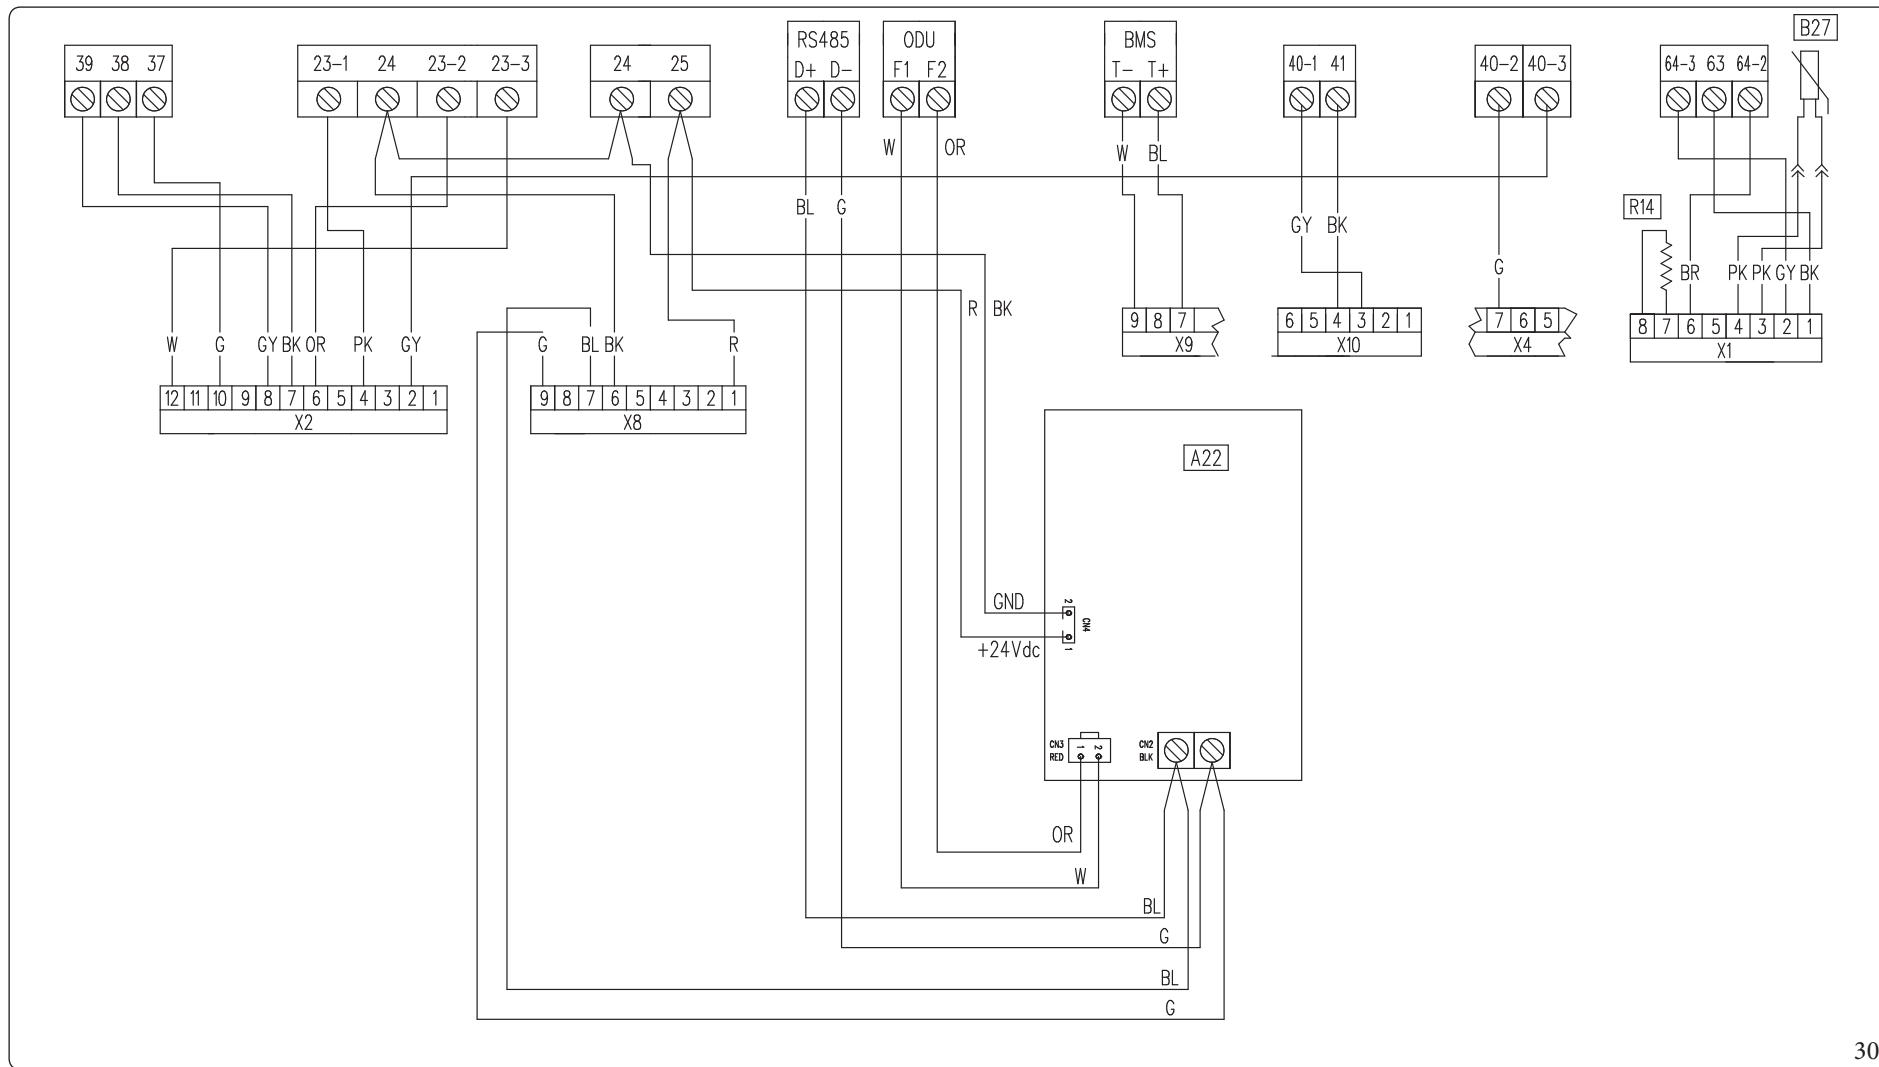 B27
RS485 ODU BMS
39 38 37 23-1 24 23-2 23-3 24 25 D+ D- F1 F2 T- T+ 40-1 41 40-2 40-3 64-3 63 64-2
W OR W BL
BL G R14
GY BK
G BR PK PK GY BK
R BK
9 8 7 6 5 4 3 2 1 7 6 5 8 7 6 5 4 3 2 1
X9 X10 X4 X1
W G GY BK OR PK GY G BL BK R
12 11 10 9 8 7 6 5 4 3 2 1 9 8 7 6 5 4 3 2 1
X2 X8
A22
GND 2
CN4
+24Vdc 1
CN3 1 2 CN2
RED BLK
OR
W
BL
G
BL
G
30